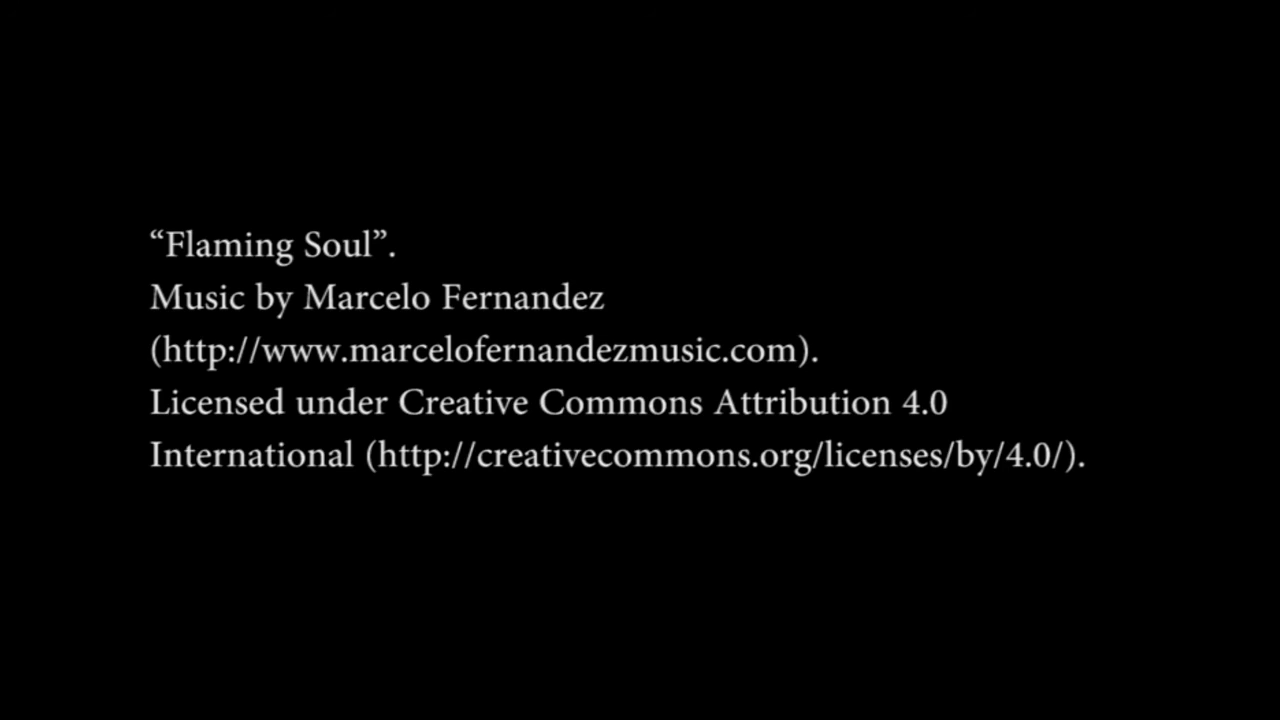 “Flaming Soul”.
Music by Marcelo Fernandez
(http://www.marcelofernandezmusic.com).
Licensed under Creative Commons Attribution 4.0
International (http://creativecommons.org/licenses/by/4.0/).